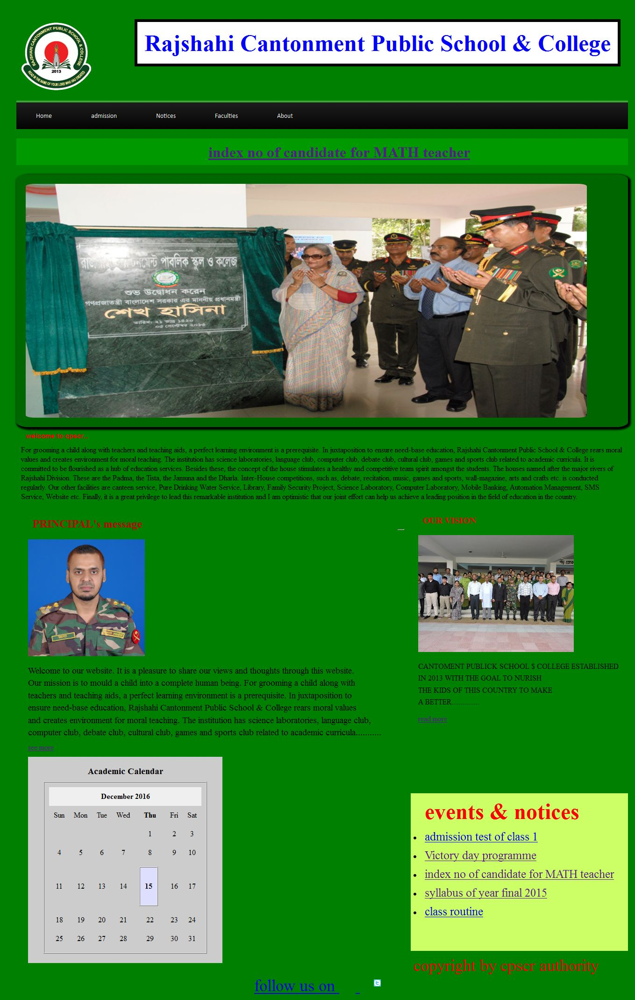 RAJSHAHI CANTONMENT PUBLIC SCHOOL & COLLEGE
2013
READ IN THE NAME OF YOUR LORD WHO HAS CREATED
Rajshahi Cantonment Public School & College
Home admission Notices Faculties About
index no of candidate for MATH teacher
পাবলিক স্কুল ও কলেজ
শুভ উদ্বোধন করেন
গণপ্রজাতন্ত্রী বাংলাদেশ সরকার এর মাননীয় প্রধানমন্ত্রী
শেখ হাসিনা
তারিখ: ২১ ভাদ্র ১৪২০
০৫ সেপ্টেম্বর ২০১৩
welcome to cpscr...
For grooming a child along with teachers and teaching aids, a perfect learning environment is a prerequisite. In juxtaposition to ensure need-base education, Rajshahi Cantonment Public School & College rears moral
values and creates environment for moral teaching. The institution has science laboratories, language club, computer club, debate club, cultural club, games and sports club related to academic curricula. It is
committed to be flourished as a hub of education services. Besides these, the concept of the house stimulates a healthy and competitive team spirit amongst the students. The houses named after the major rivers of
Rajshahi Division. These are the Padma, the Tista, the Jamuna and the Dharla. Inter-House competitions, such as, debate, recitation, music, games and sports, wall-magazine, arts and crafts etc. is conducted
regularly. Our other facilities are canteen service, Pure Drinking Water Service, Library, Family Security Project, Science Laboratory, Computer Laboratory, Mobile Banking, Automation Management, SMS
Service, Website etc. Finally, it is a great privilege to lead this remarkable institution and I am optimistic that our joint effort can help us achieve a leading position in the field of education in the country.
PRINCIPAL's message
Welcome to our website. It is a pleasure to share our views and thoughts through this website.
Our mission is to mould a child into a complete human being. For grooming a child along with
teachers and teaching aids, a perfect learning environment is a prerequisite. In juxtaposition to
ensure need-base education, Rajshahi Cantonment Public School & College rears moral values
and creates environment for moral teaching. The institution has science laboratories, language club,
computer club, debate club, cultural club, games and sports club related to academic curricula...........
see more
OUR VISION
CANTOMENT PUBLICK SCHOOL $ COLLEGE ESTABLISHED
IN 2013 WITH THE GOAL TO NURISH
THE KIDS OF THIS COUNTRY TO MAKE
A BETTER...............
read more
Academic Calendar
December 2016
Sun Mon Tue Wed Thu Fri Sat
1 2 3
4 5 6 7 8 9 10
11 12 13 14 15 16 17
18 19 20 21 22 23 24
25 26 27 28 29 30 31
events & notices
admission test of class 1
Victory day programme
index no of candidate for MATH teacher
syllabus of year final 2015
class routine
copyright by cpscr authority
follow us on